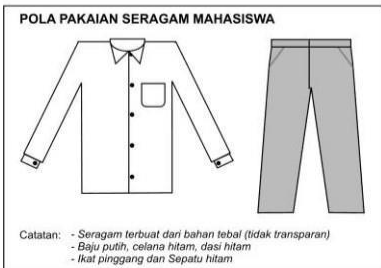 POLA PAKAIAN SERAGAM MAHASISWA
Catatan: - Seragam terbuat dari bahan tebal (tidak transparan)
- Baju putih, celana hitam, dasi hitam
- Ikat pinggang dan Sepatu hitam